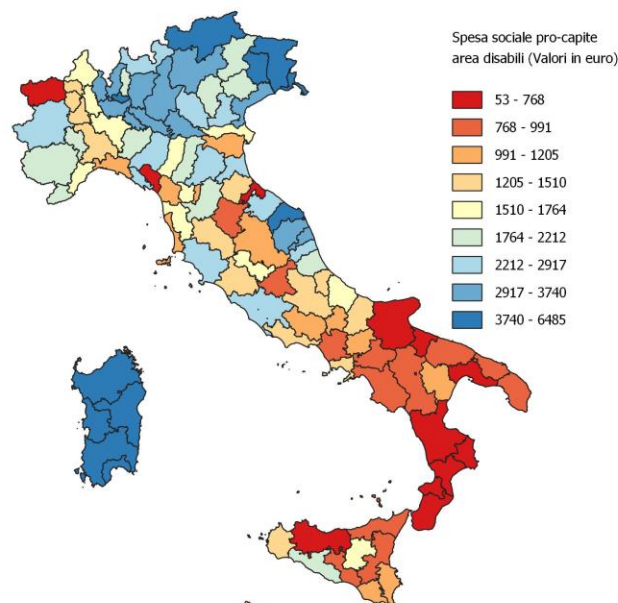 Spesa sociale pro-capite
area disabili (Valori in euro)
53 - 768
768 - 991
991 - 1205
1205 - 1510
1510 - 1764
1764 - 2212
2212 - 2917
2917 - 3740
3740 - 6485